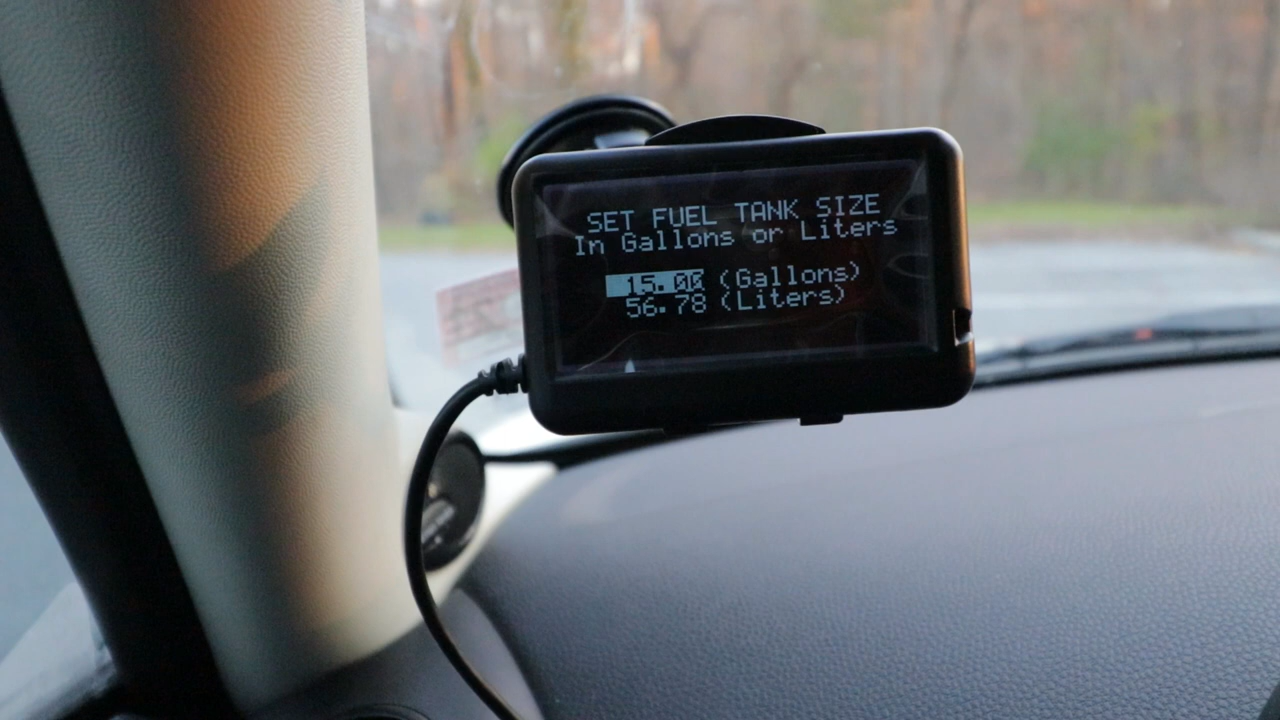 SET FUEL TANK SIZE
In Gallons or Liters
15.00 (Gallons)
56.78 (Liters)